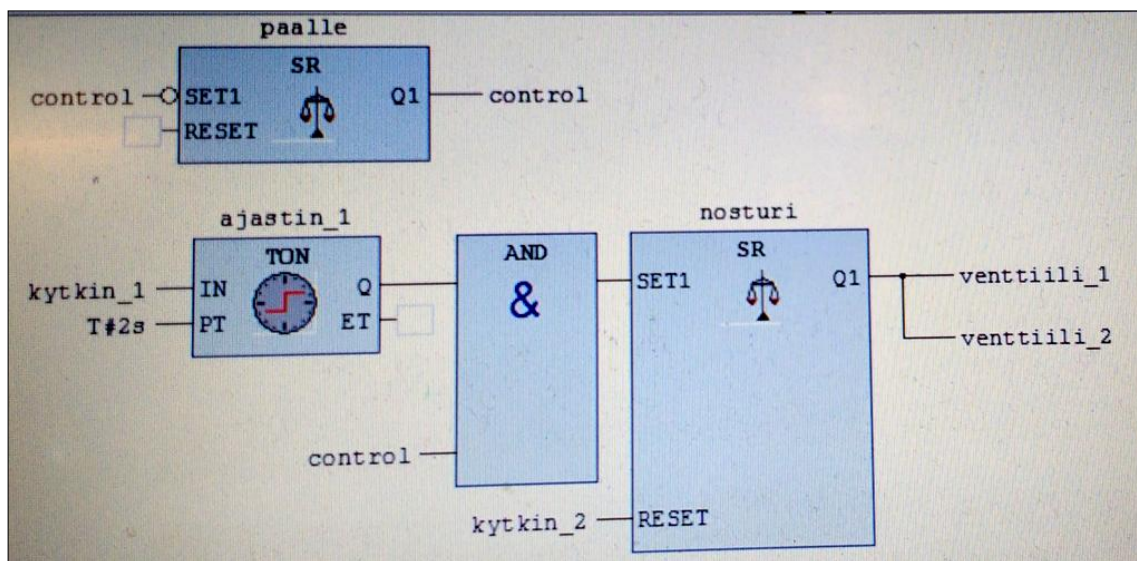 paalle
SR
control SET1 Q1 control
RESET
ajastin_1
TON
kytkin_1 IN Q
T#2s PT ET
AND
&
control
nosturi
SR
SET1 Q1 venttiili_1
venttiili_2
kytkin_2 RESET